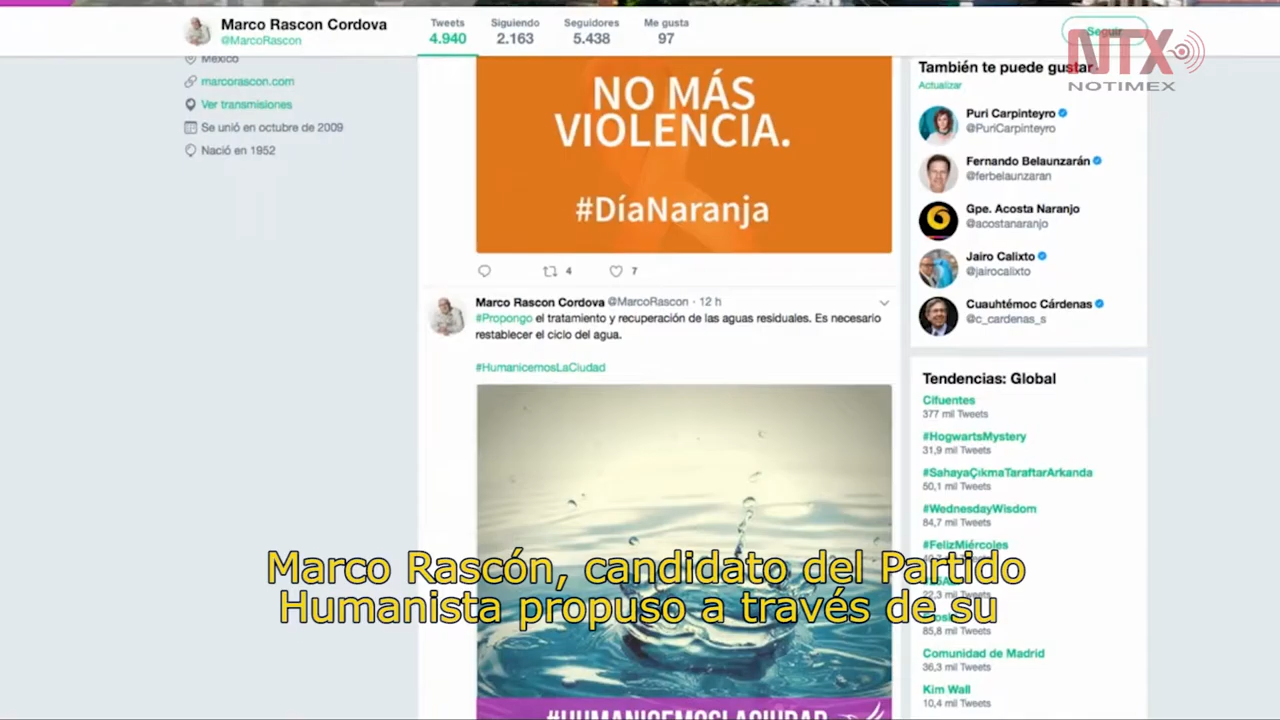 Marco Rascon Cordova
@MarcoRascon
Tweets
4.940
Siguiendo
2.163
Seguidores
5.438
Me gusta
97
Seguir
NTX
NOTIMEX
México
marcorascon.com
Ver transmisiones
Se unió en octubre de 2009
Nació en 1952
NO MÁS
VIOLENCIA.
#DíaNaranja
4
7
Marco Rascon Cordova @MarcoRascon · 12 h
#Propongo el tratamiento y recuperación de las aguas residuales. Es necesario
restablecer el ciclo del agua.
#HumanicemosLaCiudad
#HUMANICEMOSLACIUDAD
También te puede gustar
Actualizar
Puri Carpinteyro
@PuriCarpinteyro
Fernando Belaunzarán
@ferbelaunzaran
Gpe. Acosta Naranjo
@acostanaranjo
Jairo Calixto
@jairocalixto
Cuauhtémoc Cárdenas
@c_cardenas_s
Tendencias: Global
Cifuentes
377 mil Tweets
#HogwartsMystery
31,9 mil Tweets
#SahayaÇıkmaTaraftarArkanda
50,1 mil Tweets
#WednesdayWisdom
84,7 mil Tweets
#FelizMiércoles
22,3 mil Tweets
85,8 mil Tweets
Comunidad de Madrid
36,3 mil Tweets
Kim Wall
10,4 mil Tweets
Marco Rascón, candidato del Partido
Humanista propuso a través de su